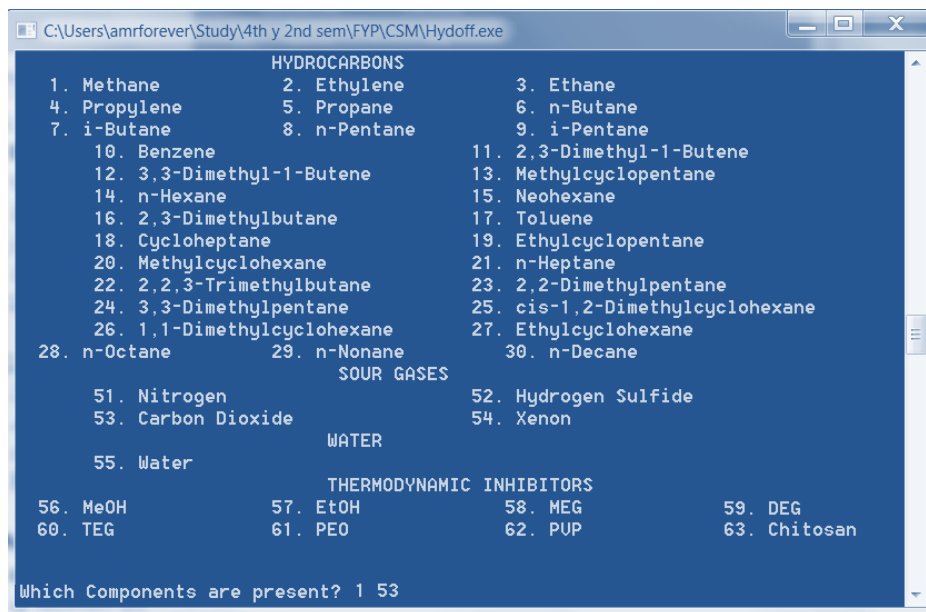 C:\Users\amrforever\Study\4th y 2nd sem\FYP\CSM\Hydoff.exe
HYDROCARBONS
1. Methane 2. Ethylene 3. Ethane
4. Propylene 5. Propane 6. n-Butane
7. i-Butane 8. n-Pentane 9. i-Pentane
10. Benzene 11. 2,3-Dimethyl-1-Butene
12. 3,3-Dimethyl-1-Butene 13. Methylcyclopentane
14. n-Hexane 15. Neohexane
16. 2,3-Dimethylbutane 17. Toluene
18. Cycloheptane 19. Ethylcyclopentane
20. Methylcyclohexane 21. n-Heptane
22. 2,2,3-Trimethylbutane 23. 2,2-Dimethylpentane
24. 3,3-Dimethylpentane 25. cis-1,2-Dimethylcyclohexane
26. 1,1-Dimethylcyclohexane 27. Ethylcyclohexane
28. n-Octane 29. n-Nonane 30. n-Decane
SOUR GASES
51. Nitrogen 52. Hydrogen Sulfide
53. Carbon Dioxide 54. Xenon
WATER
55. Water
THERMODYNAMIC INHIBITORS
56. MeOH 57. EtOH 58. MEG 59. DEG
60. TEG 61. PEO 62. PVP 63. Chitosan
Which Components are present? 1 53